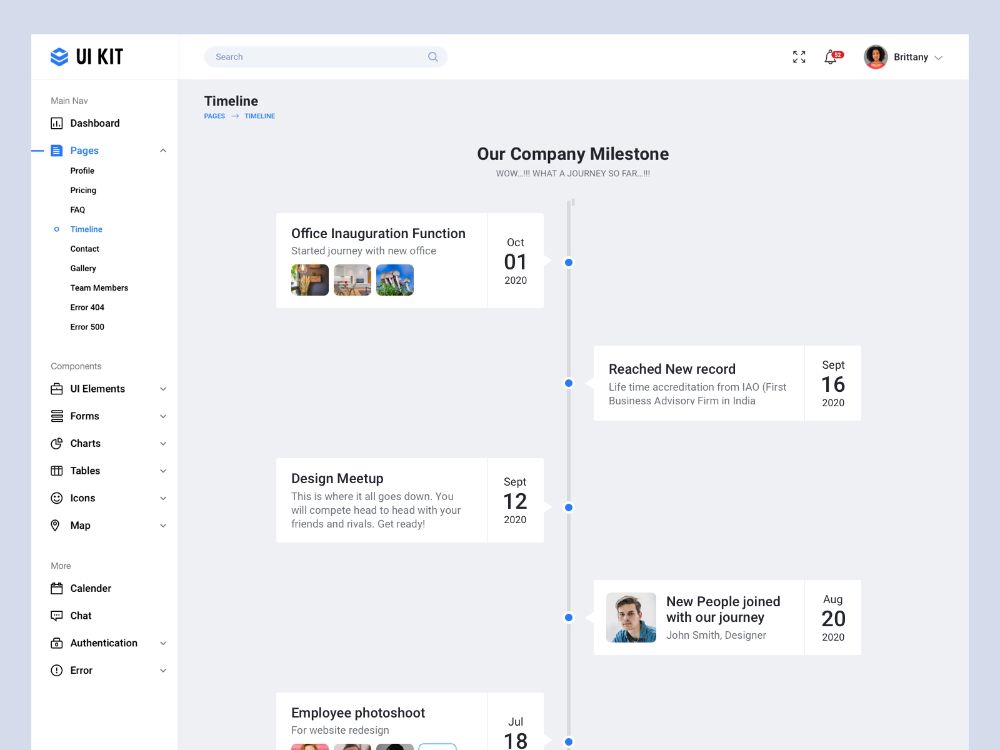 UI KIT
Search
52
Brittany
Main Nav
Dashboard
Pages
Profile
Pricing
FAQ
Timeline
Contact
Gallery
Team Members
Error 404
Error 500
Components
UI Elements
Forms
Charts
Tables
Icons
Map
More
Calender
Chat
Authentication
Error
Timeline
PAGES → TIMELINE
Our Company Milestone
WOW...!!! WHAT A JOURNEY SO FAR...!!!
Office Inauguration Function
Started journey with new office
Oct
01
2020
Reached New record
Life time accreditation from IAO (First
Business Advisory Firm in India
Sept
16
2020
Design Meetup
This is where it all goes down. You
will compete head to head with your
friends and rivals. Get ready!
Sept
12
2020
New People joined
with our journey
John Smith, Designer
Aug
20
2020
Employee photoshoot
For website redesign
Jul
18